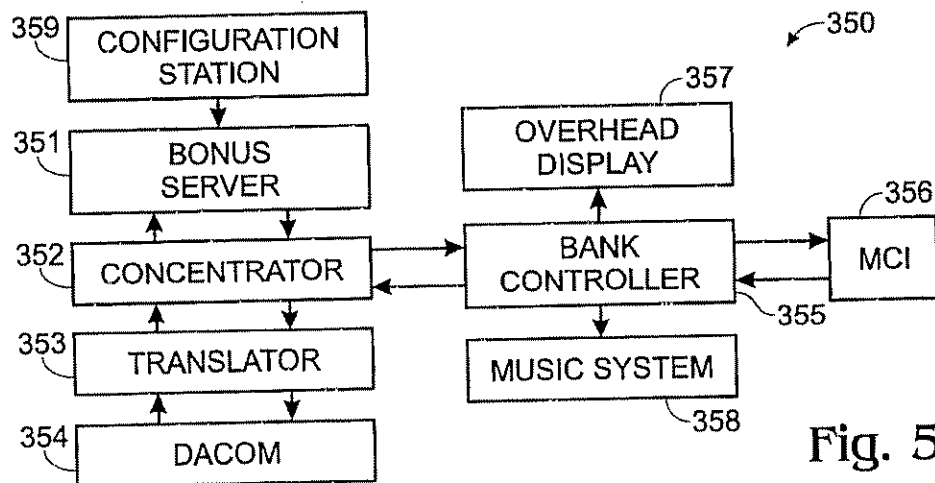 359
CONFIGURATION
STATION
350
351
BONUS
SERVER
357
OVERHEAD
DISPLAY
356
MCI
352
CONCENTRATOR
BANK
CONTROLLER
355
353
TRANSLATOR
MUSIC SYSTEM
358
354
DACOM
Fig. 5